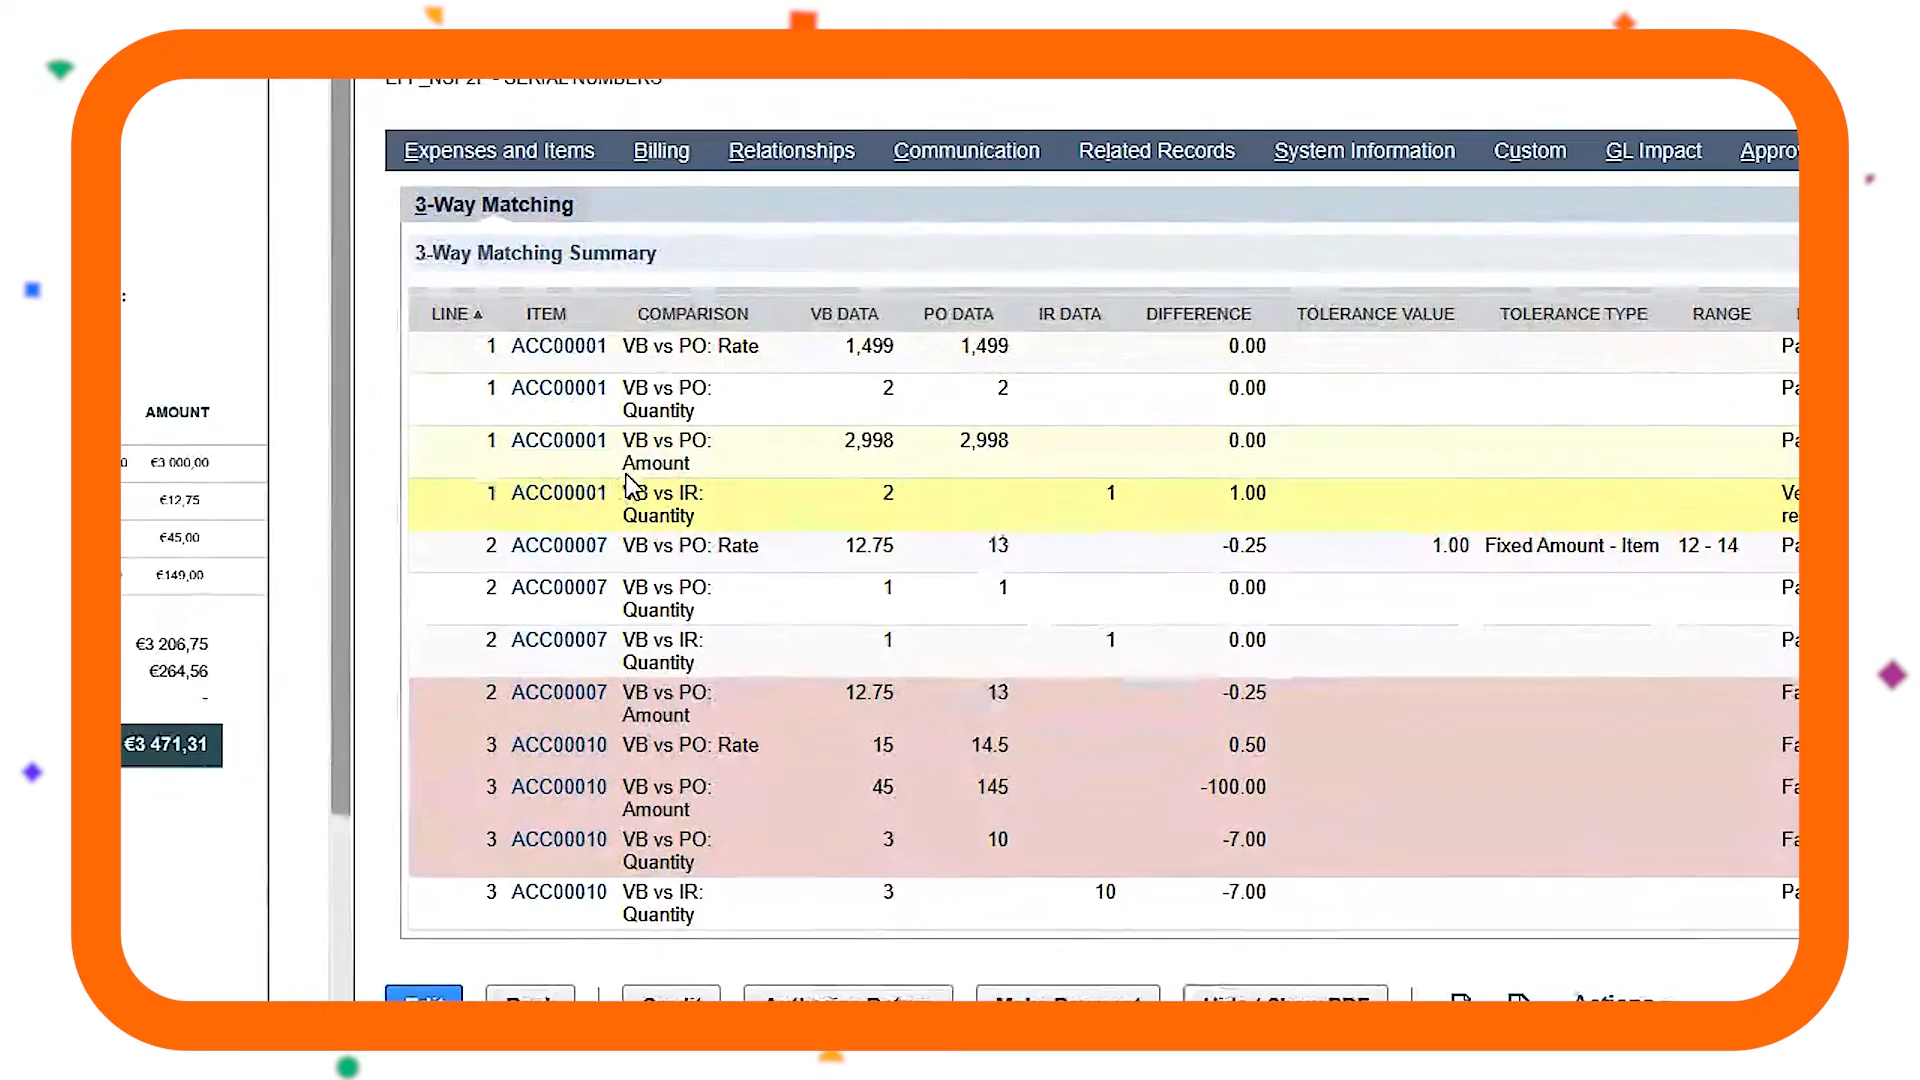 Expenses and Items Billing Relationships Communication Related Records System Information Custom GL Impact
3-Way Matching
3-Way Matching Summary
LINE ▲ ITEM COMPARISON VB DATA PO DATA IR DATA DIFFERENCE TOLERANCE VALUE TOLERANCE TYPE RANGE
1 ACC00001 VB vs PO: Rate 1,499 1,499 0.00
1 ACC00001 VB vs PO: 2 2 0.00
Quantity
1 ACC00001 VB vs PO: 2,998 2,998 0.00
Amount
1 ACC00001 VB vs IR: 2 1 1.00
Quantity
2 ACC00007 VB vs PO: Rate 12.75 13 -0.25 1.00 Fixed Amount - Item 12 - 14
2 ACC00007 VB vs PO: 1 1 0.00
Quantity
2 ACC00007 VB vs IR: 1 1 0.00
Quantity
2 ACC00007 VB vs PO: 12.75 13 -0.25
Amount
3 ACC00010 VB vs PO: Rate 15 14.5 0.50
3 ACC00010 VB vs PO: 45 145 -100.00
Amount
3 ACC00010 VB vs PO: 3 10 -7.00
Quantity
3 ACC00010 VB vs IR: 3 10 -7.00
Quantity
AMOUNT
€3 000,00
€12,75
€45,00
€149,00
€3 206,75
€264,56
-
€3 471,31